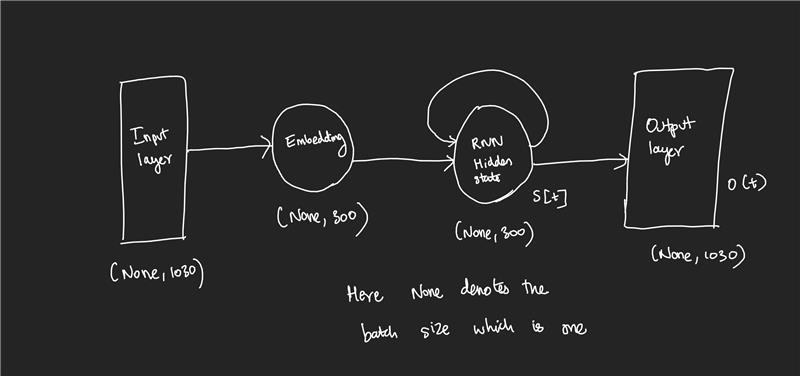 Input
layer
(None, 1030)
Embedding
(None, 300)
RNN
Hidden
state
S[t]
(None, 300)
Output
layer
O(t)
(None, 1030)
Here None denotes the
batch size which is one